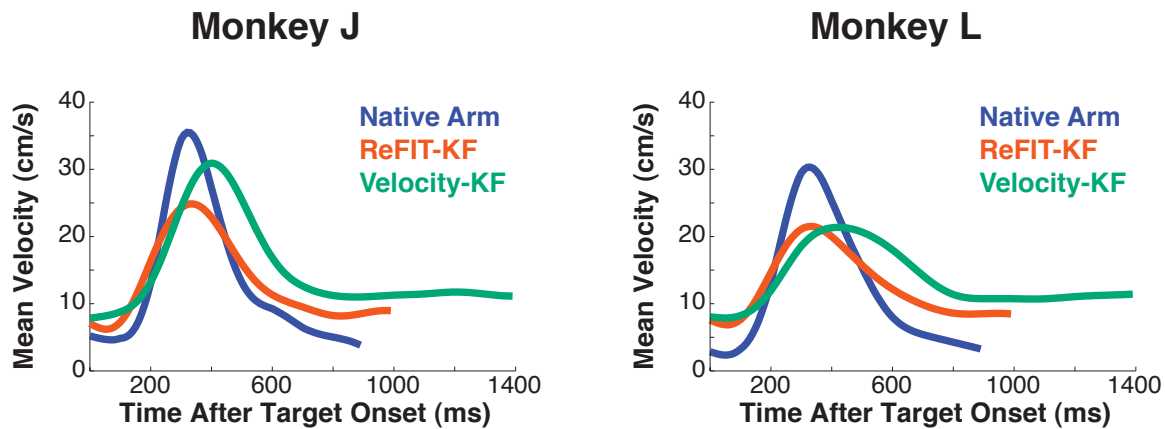 Monkey J
Mean Velocity (cm/s)
40
30
20
10
0
Native Arm
ReFIT-KF
Velocity-KF
200 600 1000 1400
Time After Target Onset (ms)
Monkey L
Mean Velocity (cm/s)
40
30
20
10
0
Native Arm
ReFIT-KF
Velocity-KF
200 600 1000 1400
Time After Target Onset (ms)